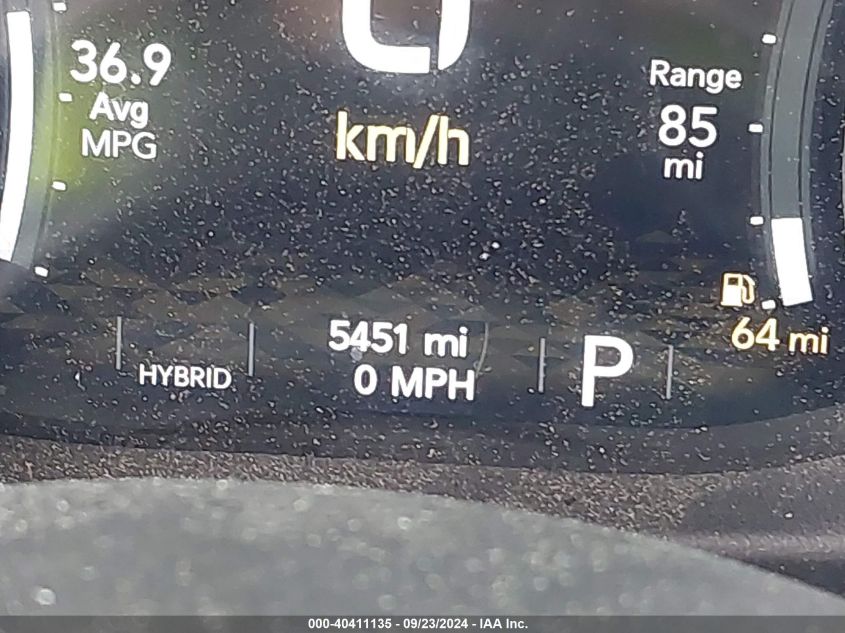 0
36.9
Avg
MPG
km/h
Range
85
mi
64 mi
HYBRID
5451 mi
0 MPH
P
000-40411135 - 09/23/2024 - IAA Inc.